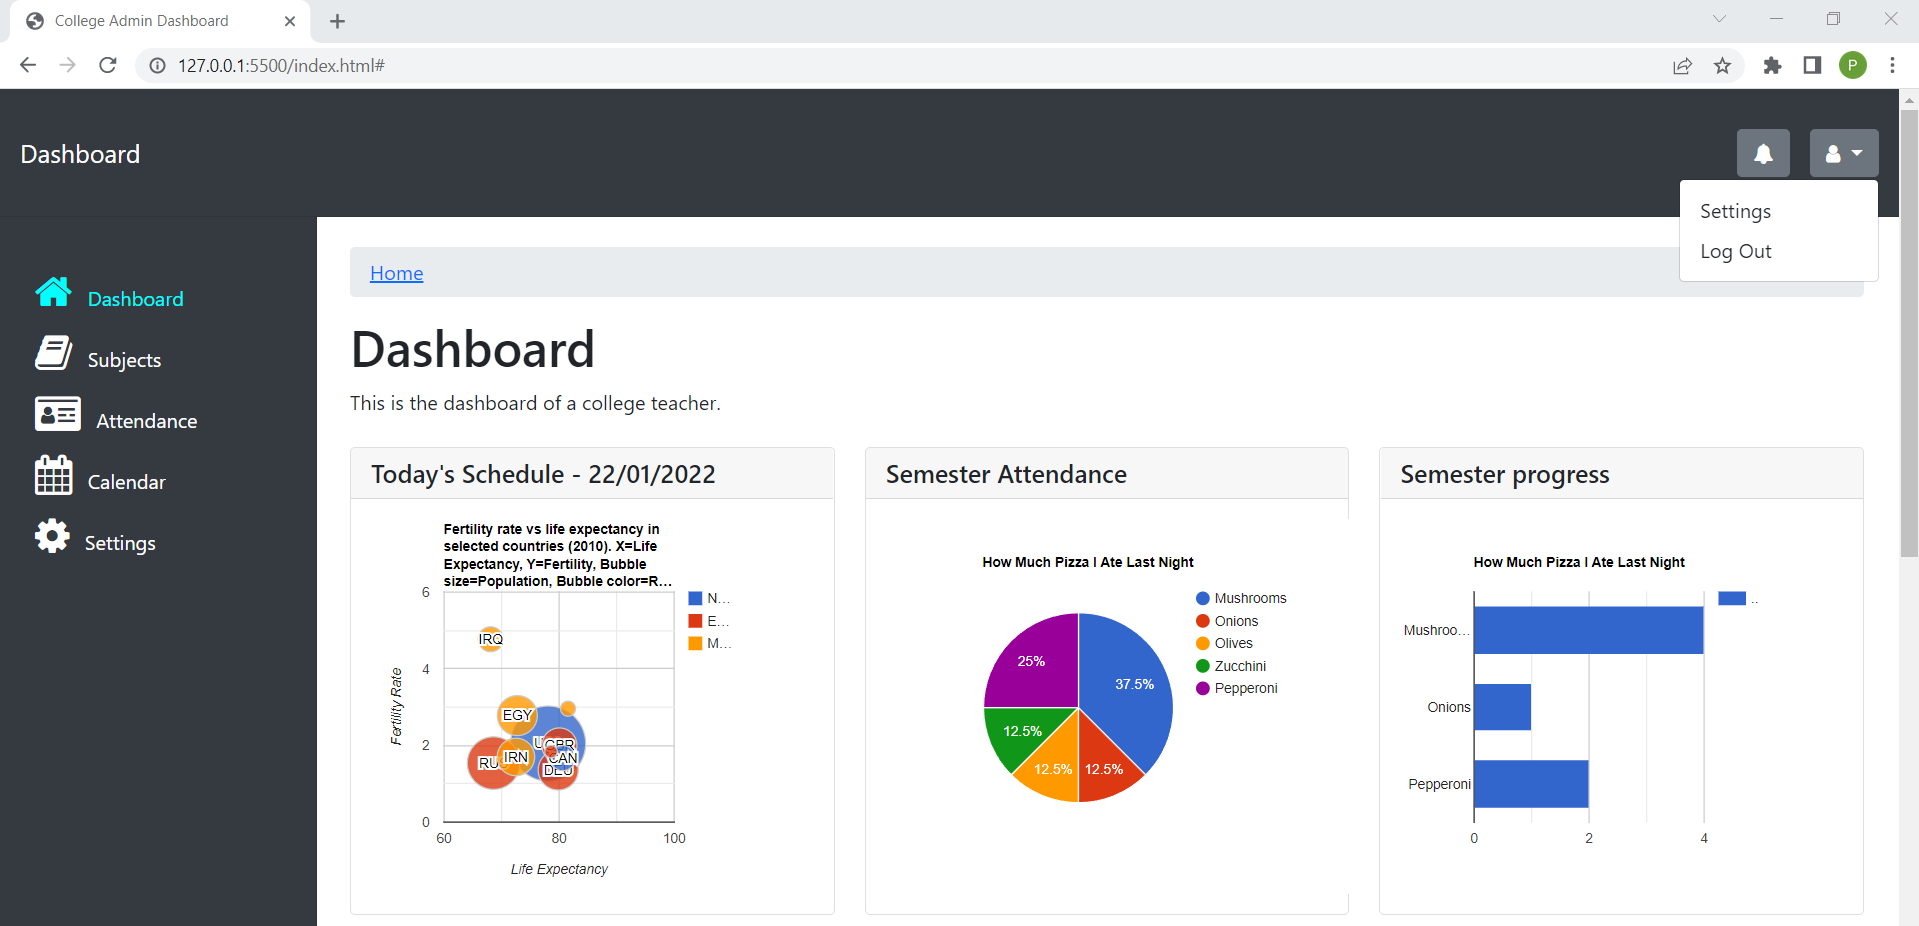 College Admin Dashboard
127.0.0.1:5500/index.html#
P
Dashboard
Settings
Log Out
Dashboard
Subjects
Attendance
Calendar
Settings
Home
Dashboard
This is the dashboard of a college teacher.
Today's Schedule - 22/01/2022
Fertility rate vs life expectancy in
selected countries (2010). X=Life
Expectancy, Y=Fertility, Bubble
size=Population, Bubble color=R...
N...
E...
M...
6
4
2
0
Fertility Rate
IRQ
EGY
IRN
CAN
60 80 100
Life Expectancy
Semester Attendance
How Much Pizza I Ate Last Night
Mushrooms
Onions
Olives
Zucchini
Pepperoni
25%
37.5%
12.5%
12.5%
12.5%
Semester progress
How Much Pizza I Ate Last Night
..
Mushroo...
Onions
Pepperoni
0 2 4